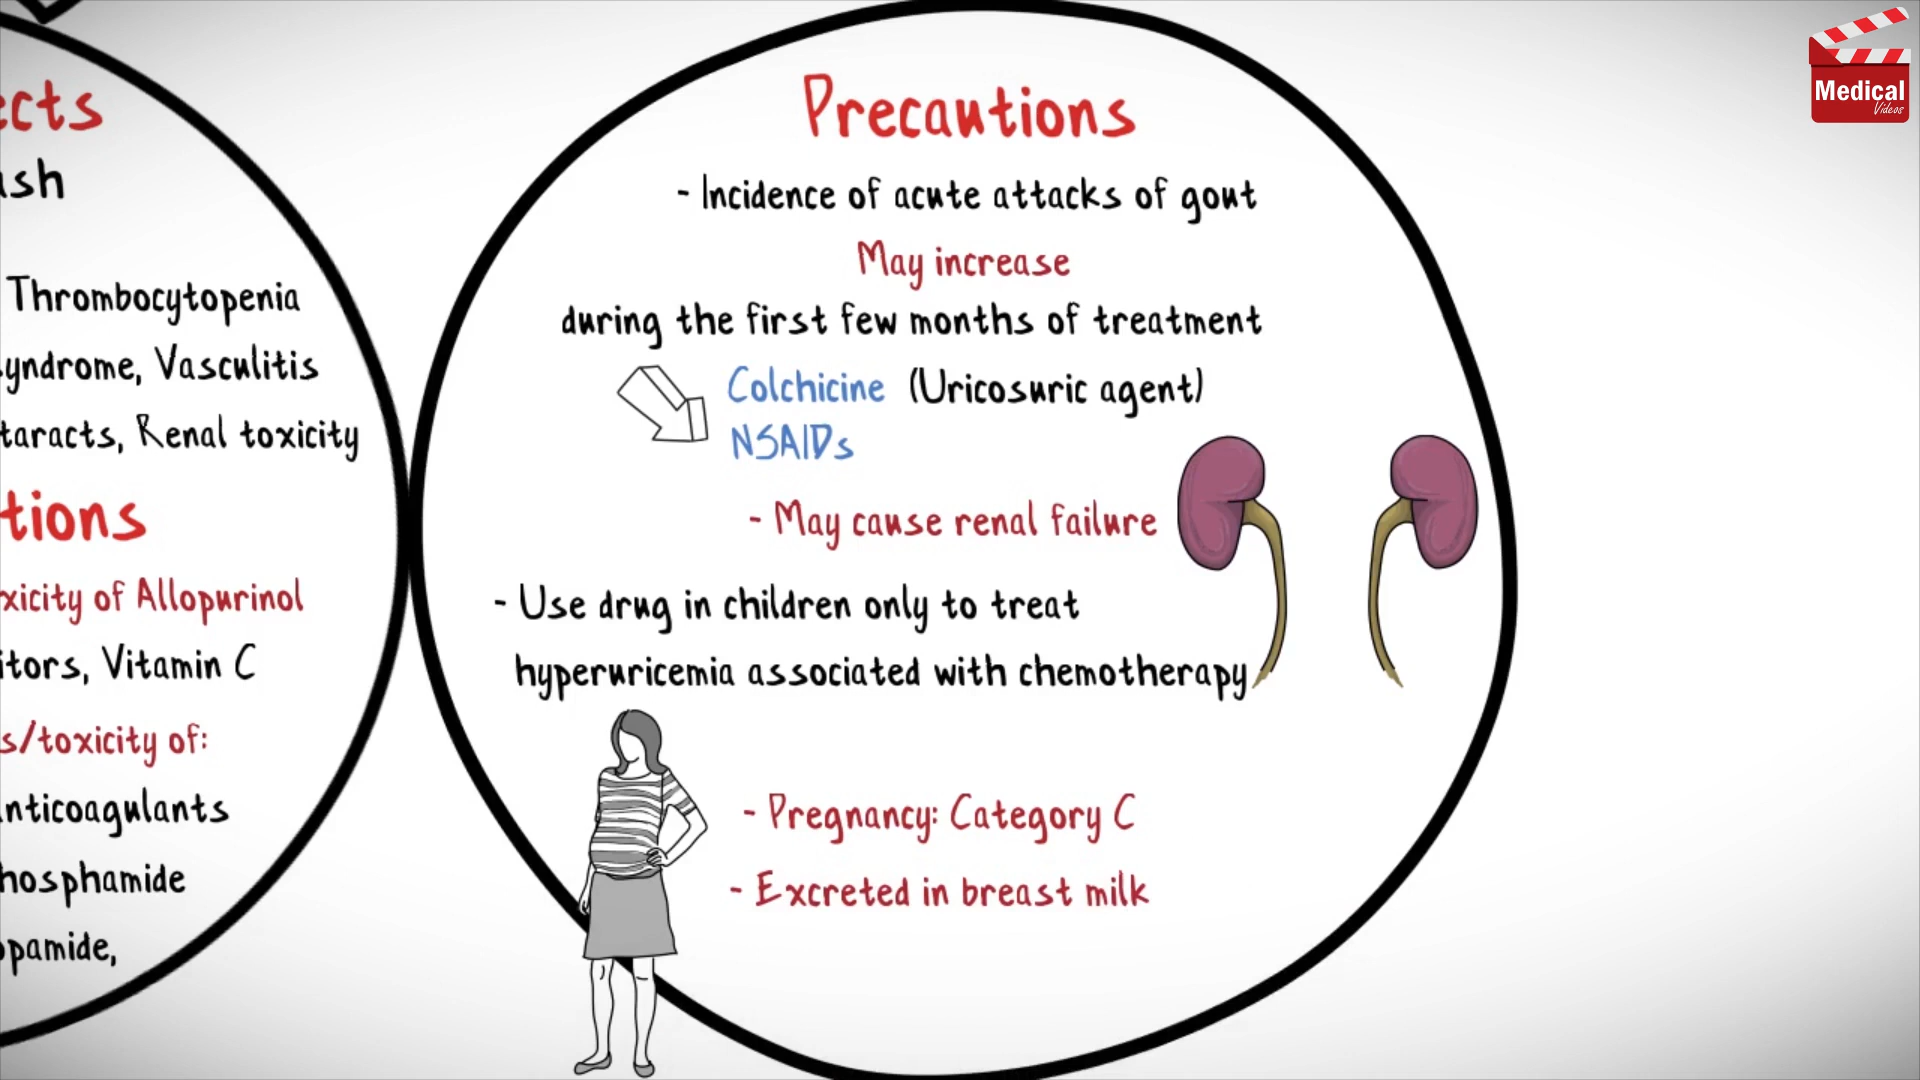 ects
ash
Thrombocytopenia
syndrome, Vasculitis
taracts, Renal toxicity
tions
xicity of Allopurinol
itors, Vitamin C
s/toxicity of:
nticoagulants
hosphamide
pamide,
Precautions
- Incidence of acute attacks of gout
May increase
during the first few months of treatment
Colchicine (Uricosuric agent)
NSAIDs
- May cause renal failure
- Use drug in children only to treat
hyperuricemia associated with chemotherapy
- Pregnancy: Category C
- Excreted in breast milk
Medical
Videos